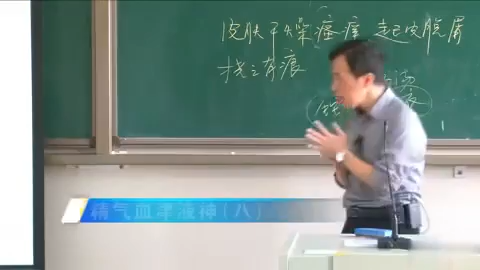 皮肤干燥瘙痒 起皮脱屑
挠之有痕
精气血津液神(八)